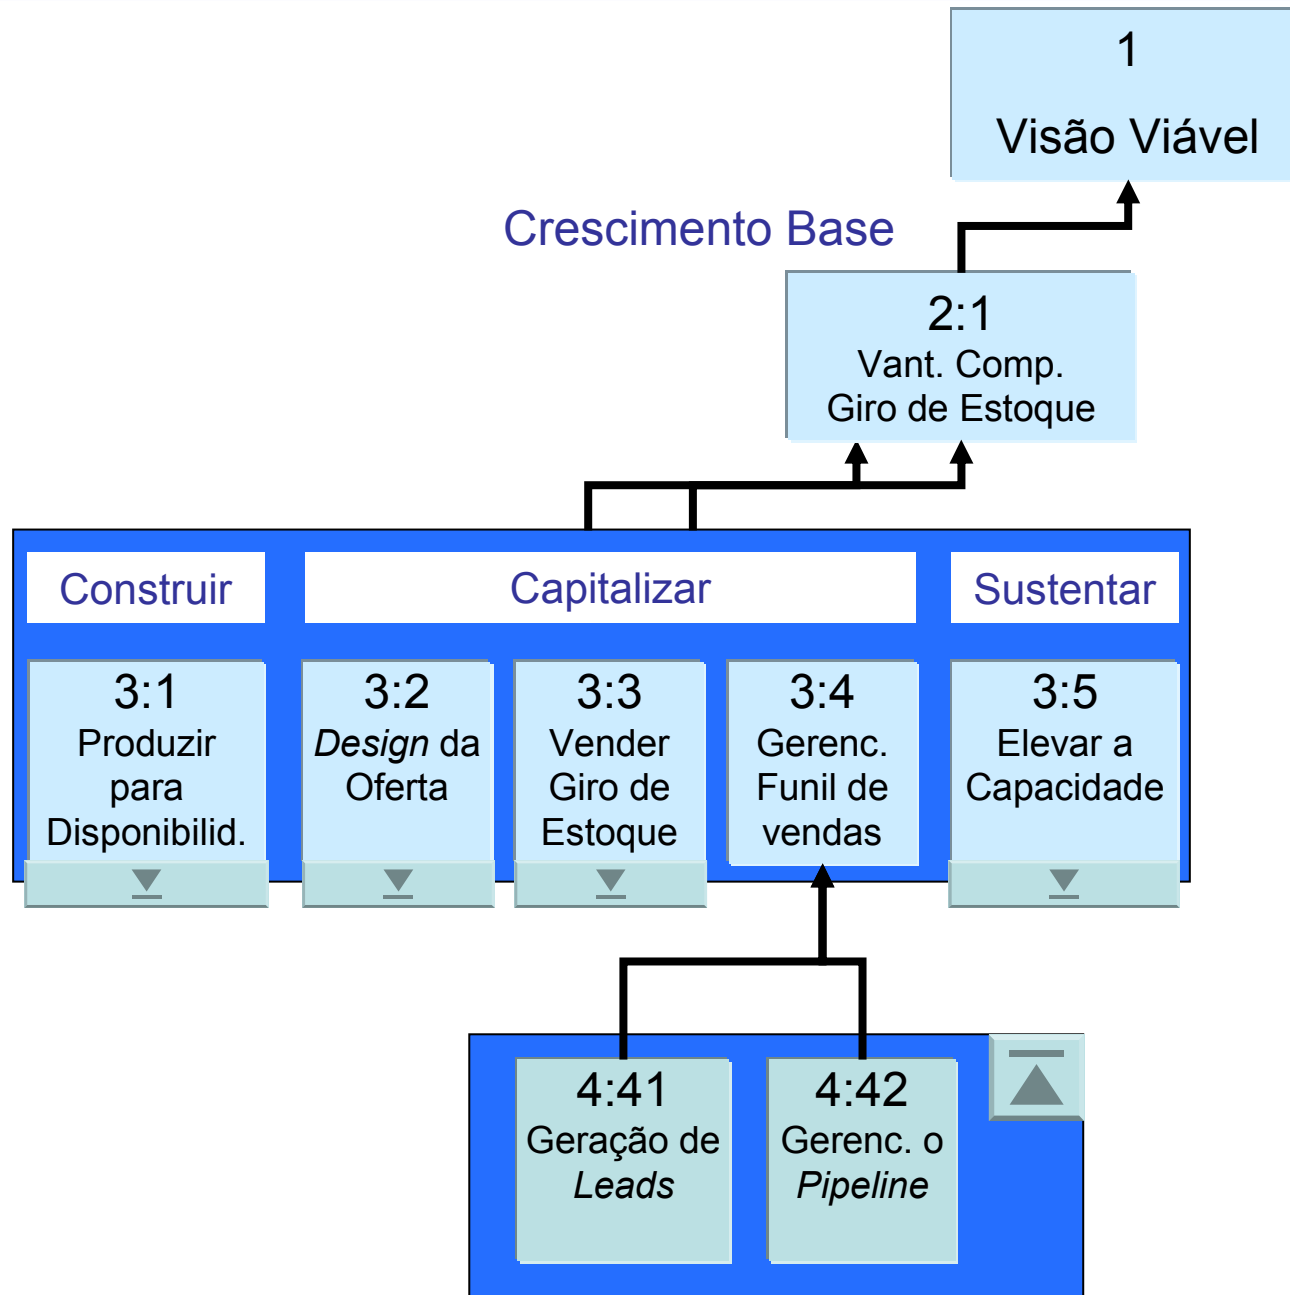 1
Visão Viável
Crescimento Base
2:1
Vant. Comp.
Giro de Estoque
Construir
Capitalizar
Sustentar
3:1
Produzir
para
Disponibilid.
3:2
Design da
Oferta
3:3
Vender
Giro de
Estoque
3:4
Gerenc.
Funil de
vendas
3:5
Elevar a
Capacidade
4:41
Geração de
Leads
4:42
Gerenc. o
Pipeline